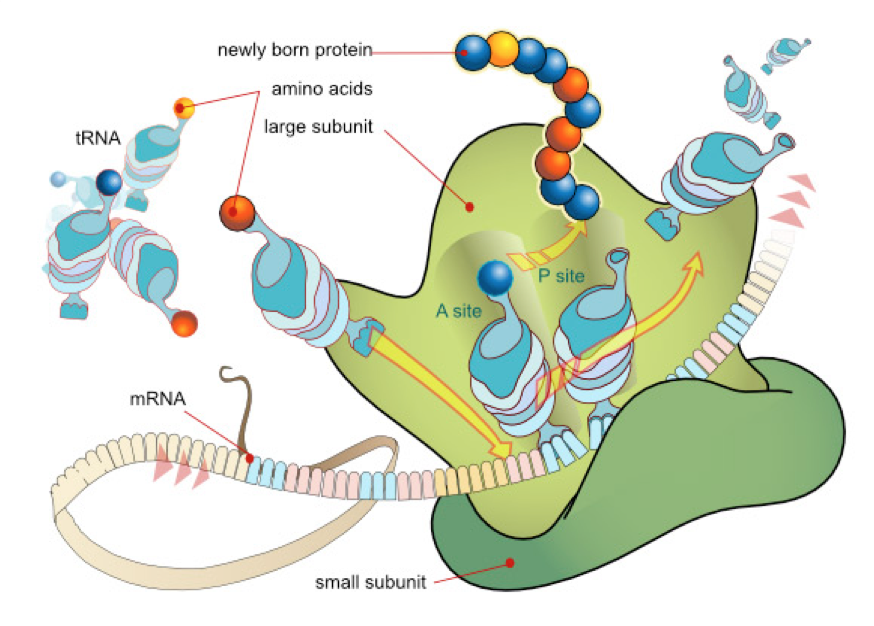 newly born protein
amino acids
large subunit
tRNA
P site
A site
mRNA
small subunit